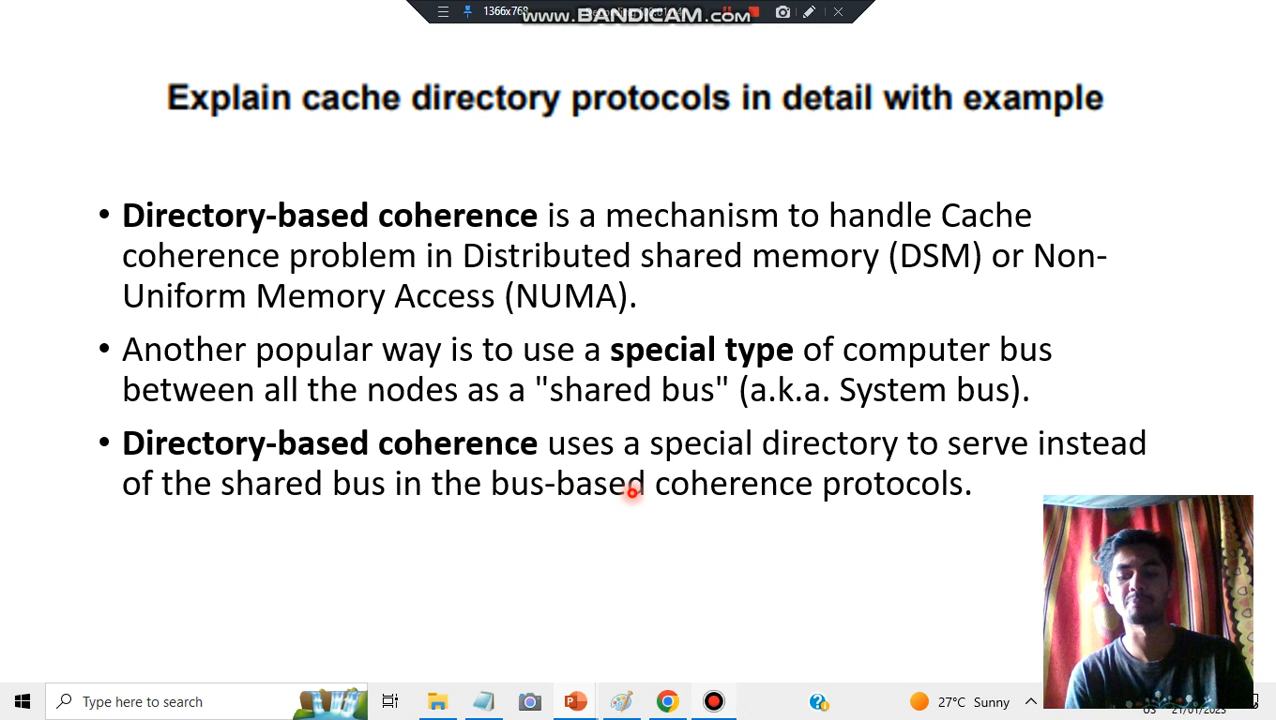 1366x768
www.BANDICAM.com
Explain cache directory protocols in detail with example
• Directory-based coherence is a mechanism to handle Cache
coherence problem in Distributed shared memory (DSM) or Non-
Uniform Memory Access (NUMA).
• Another popular way is to use a special type of computer bus
between all the nodes as a "shared bus" (a.k.a. System bus).
• Directory-based coherence uses a special directory to serve instead
of the shared bus in the bus-based coherence protocols.
Type here to search
27°C Sunny
21/01/2023